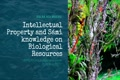 Intellectual
Property and Sámi
knowledge on
Biological
Resources